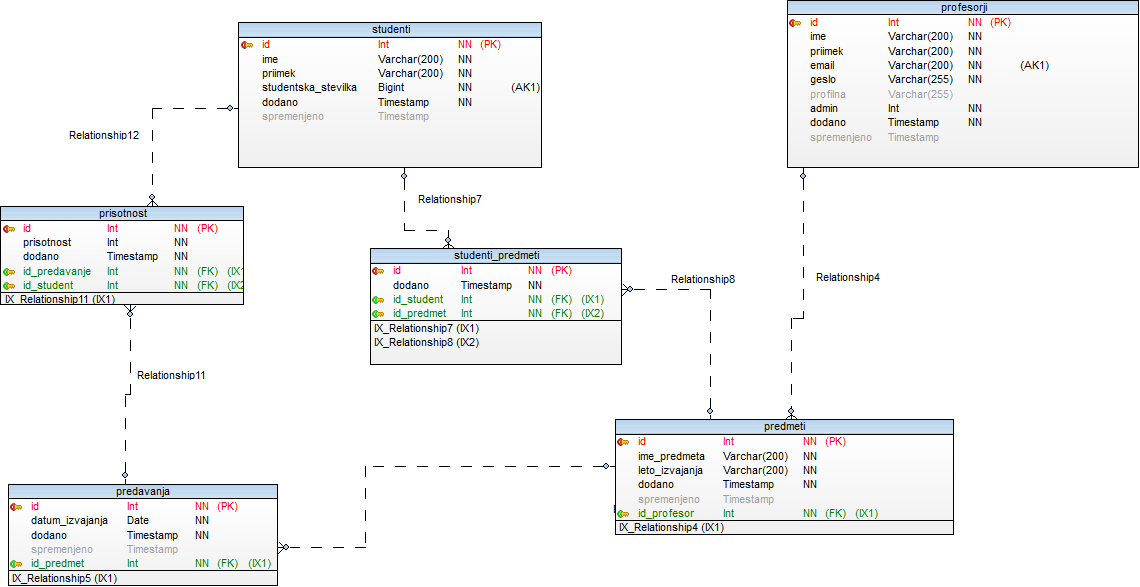 studenti
id Int NN (PK)
ime Varchar(200) NN
priimek Varchar(200) NN
studentska_stevilka Bigint NN (AK1)
dodano Timestamp NN
spremenjeno Timestamp
profesorji
id Int NN (PK)
ime Varchar(200) NN
priimek Varchar(200) NN
email Varchar(200) NN (AK1)
geslo Varchar(255) NN
profilna Varchar(255)
admin Int NN
dodano Timestamp NN
spremenjeno Timestamp
Relationship12
Relationship7
prisotnost
id Int NN (PK)
prisotnost Int NN
dodano Timestamp NN
id_predavanje Int NN (FK) (IX1
id_student Int NN (FK) (IX2
IX_Relationship11 (IX1)
studenti_predmeti
id Int NN (PK)
dodano Timestamp NN
id_student Int NN (FK) (IX1)
id_predmet Int NN (FK) (IX2)
IX_Relationship7 (IX1)
IX_Relationship8 (IX2)
Relationship8
Relationship4
Relationship11
predmeti
id Int NN (PK)
ime_predmeta Varchar(200) NN
leto_izvajanja Varchar(200) NN
dodano Timestamp NN
spremenjeno Timestamp
id_profesor Int NN (FK) (IX1)
IX_Relationship4 (IX1)
predavanja
id Int NN (PK)
datum_izvajanja Date NN
dodano Timestamp NN
spremenjeno Timestamp
id_predmet Int NN (FK) (IX1)
IX_Relationship5 (IX1)